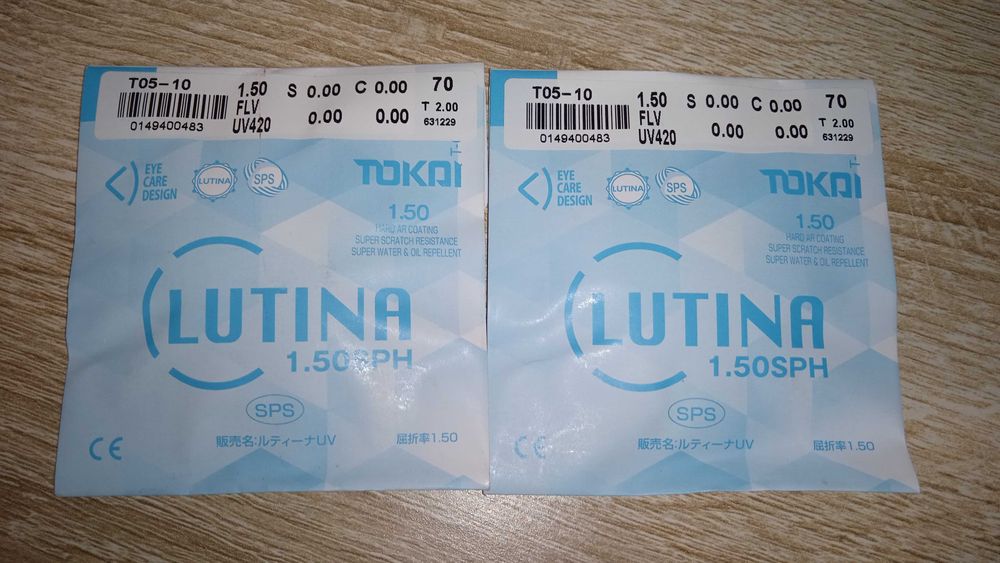 T05-10
1.50 S 0.00 C 0.00 70
FLV
UV420 0.00 0.00 T 2.00
0149400483 631229
EYE
CARE
DESIGN
LUTINA
SPS
TOKAI
1.50
HARD AR COATING
SUPER SCRATCH RESISTANCE
SUPER WATER & OIL REPELLENT
LUTINA
1.50SPH
SPS
CE 販売名:ルティーナUV 屈折率1.50
T05-10
1.50 S 0.00 C 0.00 70
FLV
UV420 0.00 0.00 T 2.00
0149400483 631229
EYE
CARE
DESIGN
LUTINA
SPS
TOKAI
1.50
HARD AR COATING
SUPER SCRATCH RESISTANCE
SUPER WATER & OIL REPELLENT
LUTINA
1.50SPH
SPS
CE 販売名:ルティーナUV 屈折率1.50